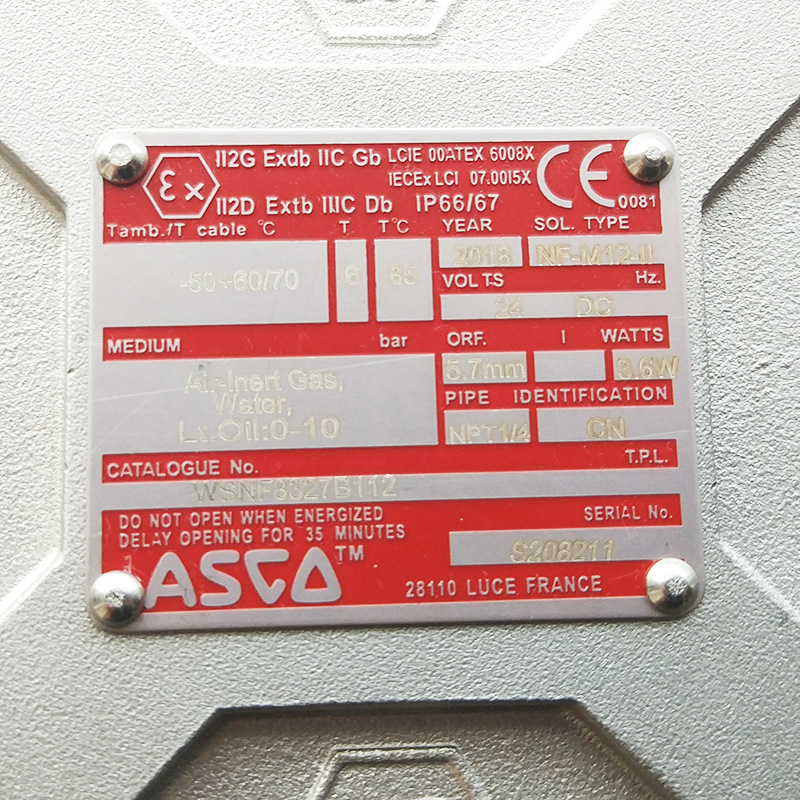 II2G Exdb IIC Gb LCIE 00ATEX 6008X
IECEx LCI 07.0015X
εx CE 0081
II2D Extb IIIC Db IP66/67
Tamb./T cable °C T T°C YEAR SOL. TYPE
-50~60/70 6 85 2018 NF-M12-II
VOLTS Hz.
24 DC
MEDIUM bar ORF. I WATTS
Air-Inert Gas, 5.7mm 3.6W
Water, PIPE IDENTIFICATION
Lt.Oil:0-10 NPT1/4 CN
CATALOGUE No. T.P.L.
WSNF8327B112
DO NOT OPEN WHEN ENERGIZED SERIAL No.
DELAY OPENING FOR 35 MINUTES
S208211
ASCO™ 28110 LUCE FRANCE